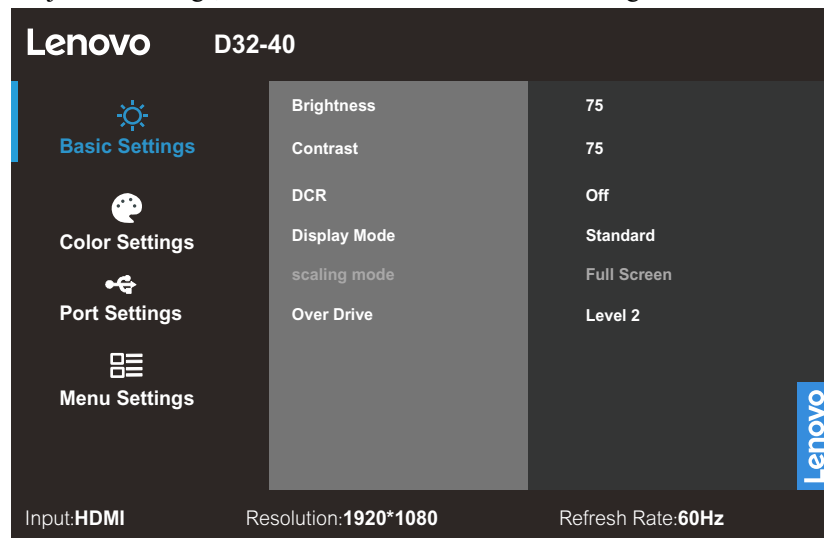 Lenovo D32-40
Basic Settings
Color Settings
Port Settings
Menu Settings
Brightness 75
Contrast 75
DCR Off
Display Mode Standard
scaling mode Full Screen
Over Drive Level 2
Lenovo
Input:HDMI Resolution:1920*1080 Refresh Rate:60Hz